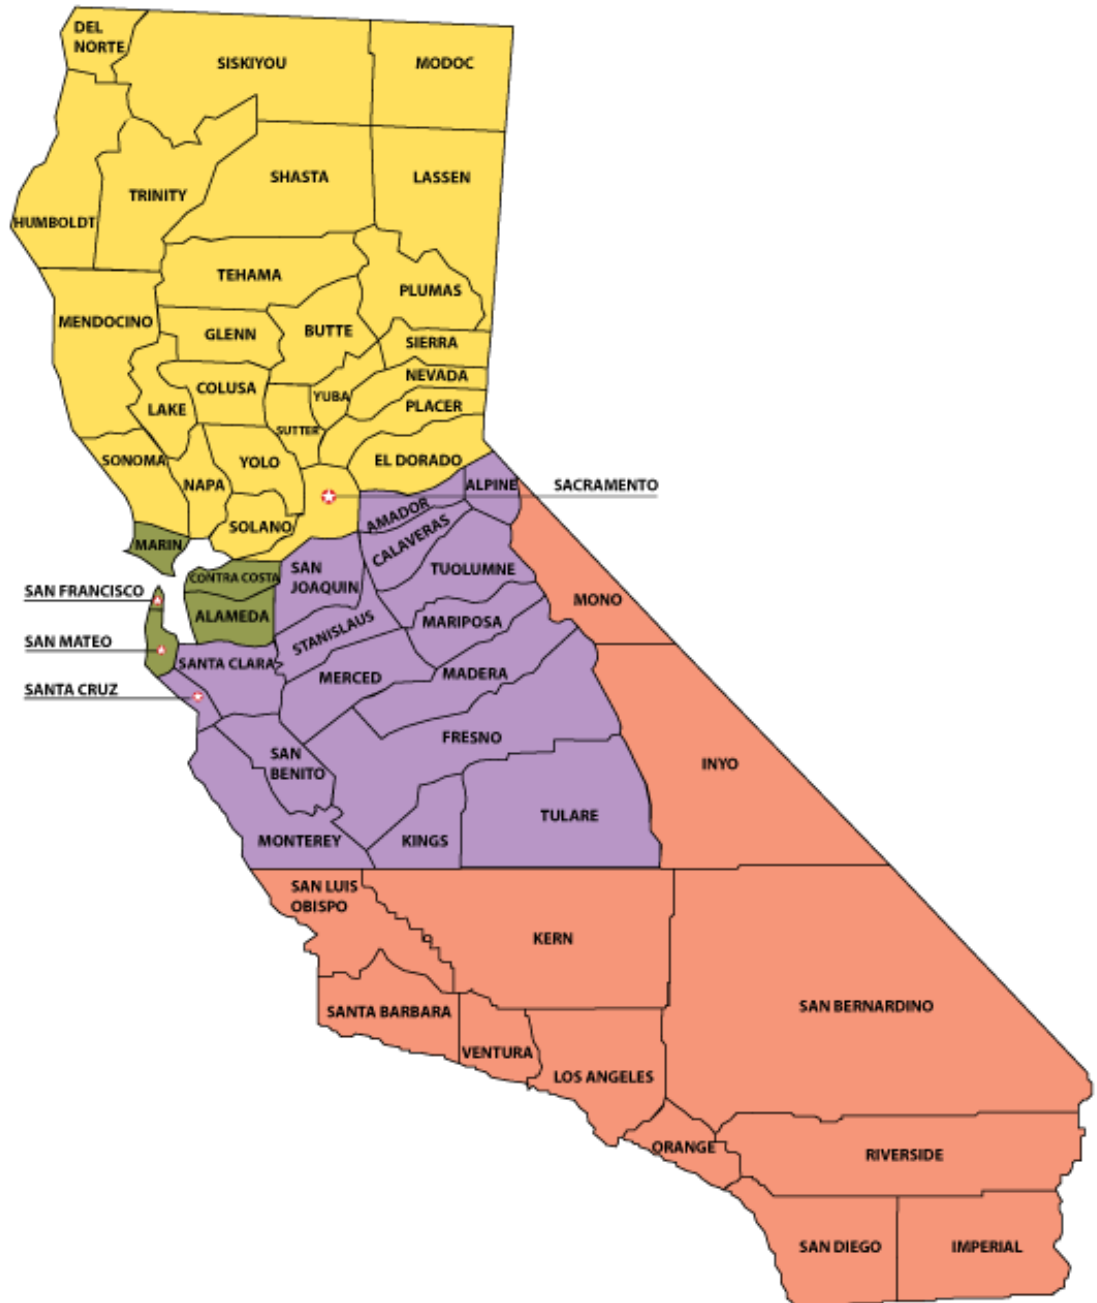 DEL
NORTE
SISKIYOU
MODOC
SHASTA
LASSEN
TRINITY
HUMBOLDT
TEHAMA
PLUMAS
MENDOCINO
GLENN
BUTTE
SIERRA
NEVADA
COLUSA
YUBA
PLACER
LAKE
SUTTER
SONOMA
YOLO
EL DORADO
NAPA
ALPINE
SACRAMENTO
AMADOR
SOLANO
CALAVERAS
MARIN
SAN
JOAQUIN
TUOLUMNE
CONTRA COSTA
SAN FRANCISCO
MONO
ALAMEDA
MARIPOSA
STANISLAUS
SAN MATEO
SANTA CLARA
MADERA
MERCED
SANTA CRUZ
FRESNO
SAN
BENITO
INYO
TULARE
MONTEREY
KINGS
SAN LUIS
OBISPO
KERN
SAN BERNARDINO
SANTA BARBARA
VENTURA
LOS ANGELES
ORANGE
RIVERSIDE
SAN DIEGO
IMPERIAL